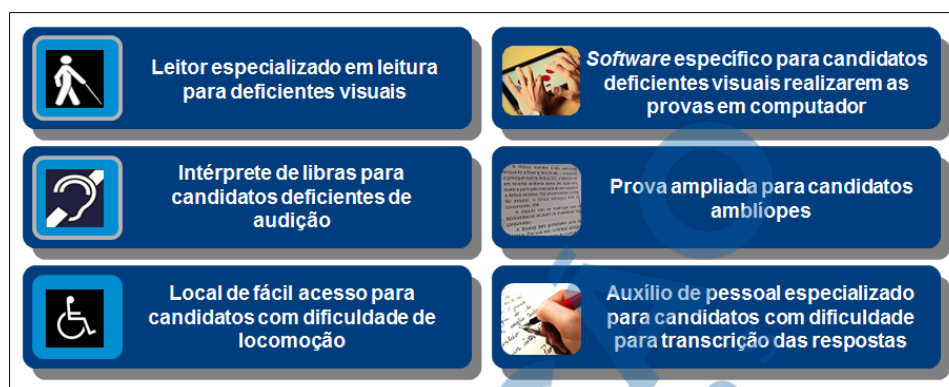 Leitor especializado em leitura
para deficientes visuais
Software específico para candidatos
deficientes visuais realizarem as
provas em computador
Intérprete de libras para
candidatos deficientes de
audição
Prova ampliada para candidatos
amblíopes
Local de fácil acesso para
candidatos com dificuldade de
locomoção
Auxílio de pessoal especializado
para candidatos com dificuldade
para transcrição das respostas